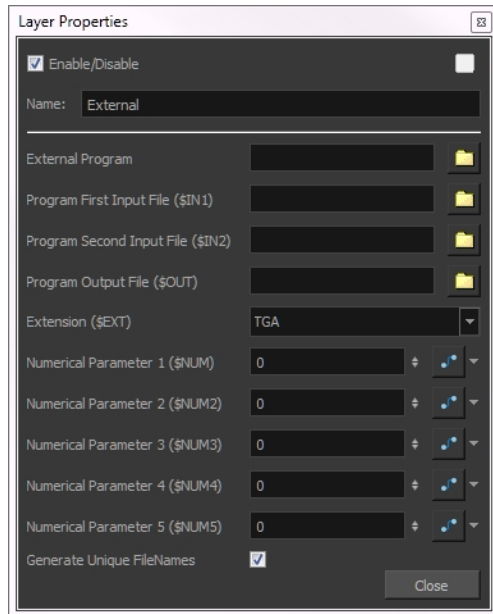 Layer Properties
Enable/Disable
Name: External
External Program
Program First Input File ($IN1)
Program Second Input File ($IN2)
Program Output File ($OUT)
Extension ($EXT) TGA
Numerical Parameter 1 ($NUM) 0
Numerical Parameter 2 ($NUM2) 0
Numerical Parameter 3 ($NUM3) 0
Numerical Parameter 4 ($NUM4) 0
Numerical Parameter 5 ($NUM5) 0
Generate Unique FileNames
Close